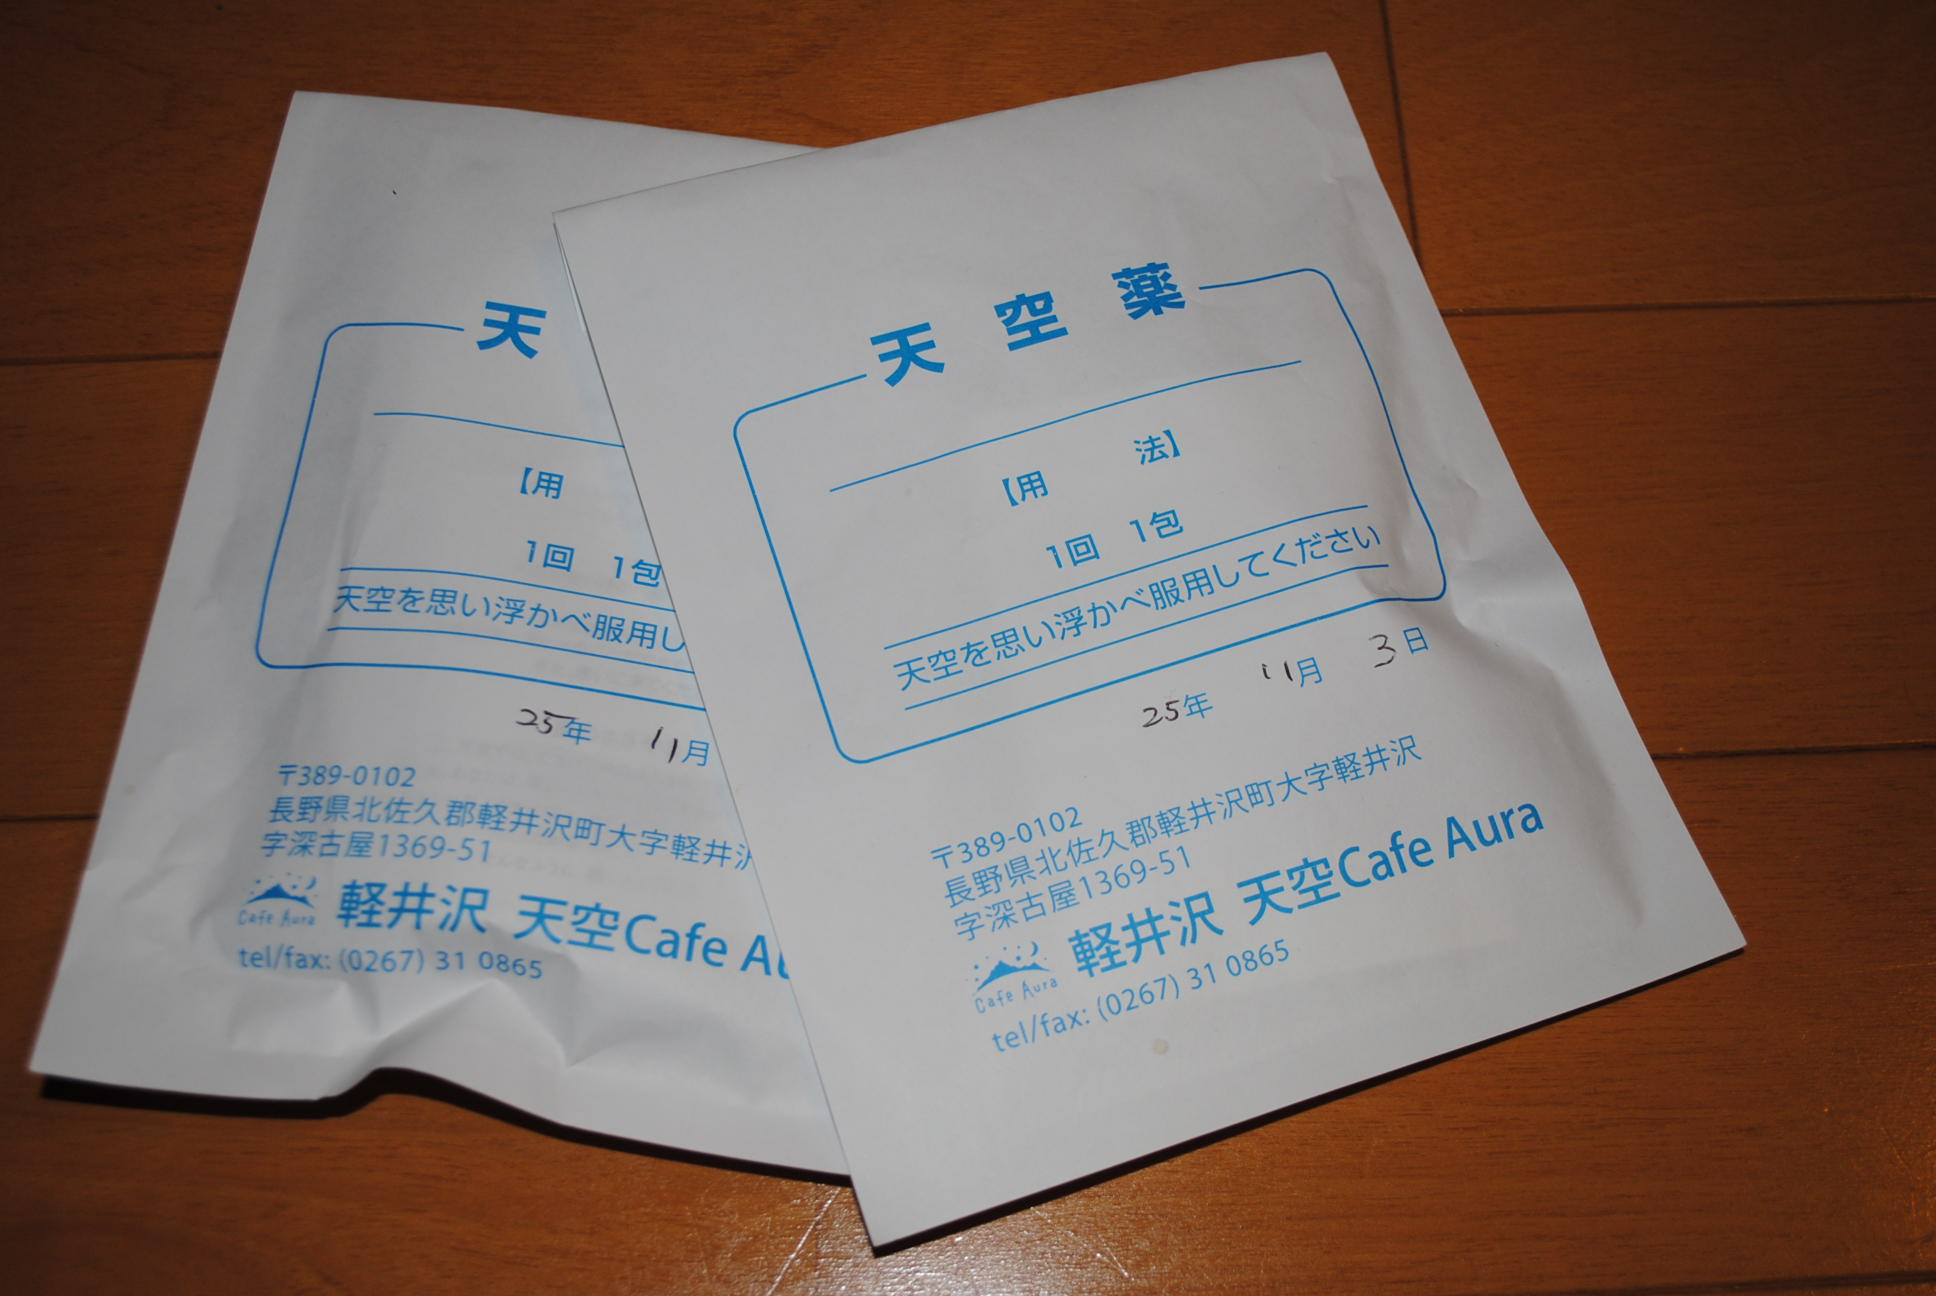 天
【用
1回 1包
天空を思い浮かべ服用し
25年 11月
〒389-0102
長野県北佐久郡軽井沢町大字軽井
字深古屋1369-51
Cafe Aura
軽井沢 天空Cafe Au
tel/fax: (0267) 31 0865
天空薬
【用 法】
1回 1包
天空を思い浮かべ服用してください
25年 11月 3日
〒389-0102
長野県北佐久郡軽井沢町大字軽井沢
字深古屋1369-51
Cafe Aura
軽井沢 天空Cafe Aura
tel/fax: (0267) 31 0865